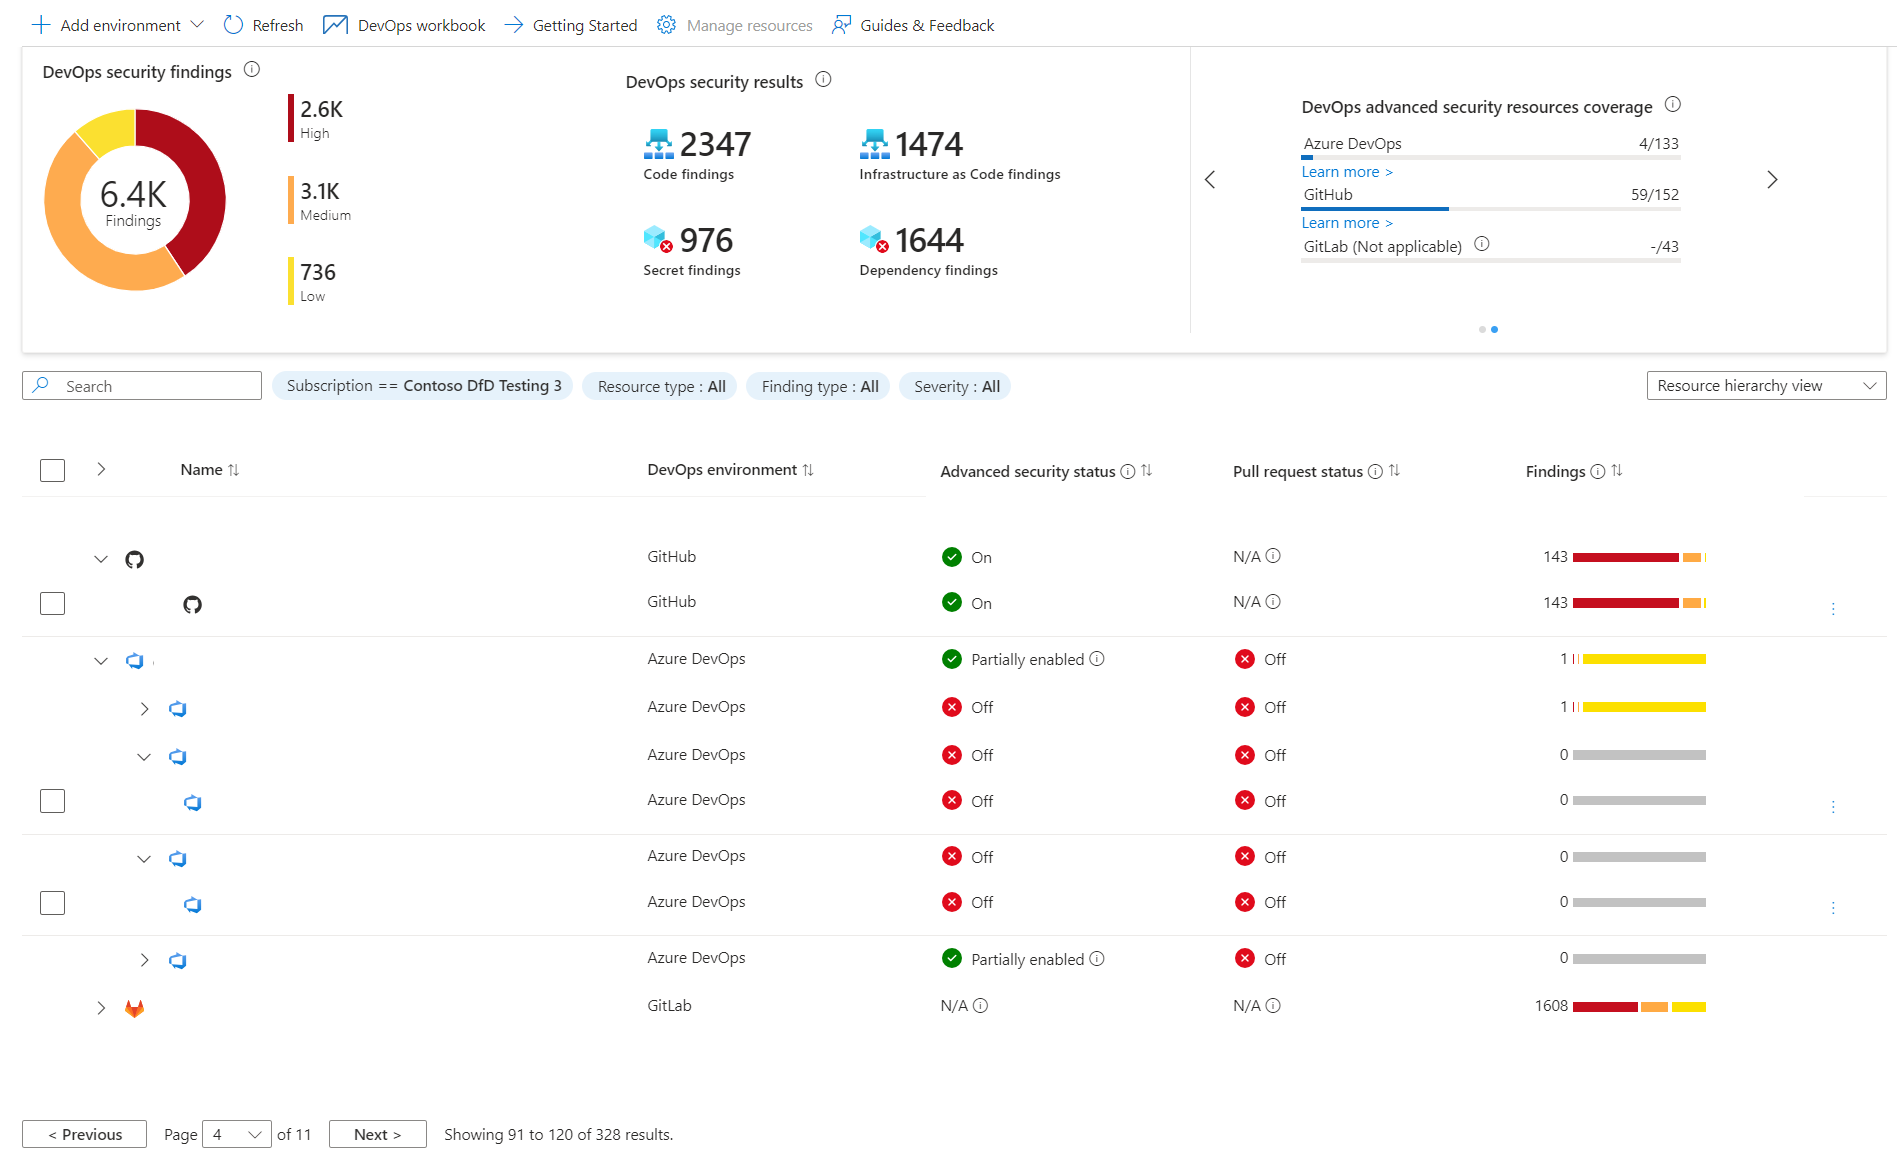 Add environment
Refresh
DevOps workbook
Getting Started
Manage resources
Guides & Feedback
DevOps security findings
6.4K
Findings
2.6K
High
3.1K
Medium
736
Low
DevOps security results
2347
Code findings
1474
Infrastructure as Code findings
976
Secret findings
1644
Dependency findings
DevOps advanced security resources coverage
Azure DevOps 4/133
Learn more >
GitHub 59/152
Learn more >
GitLab (Not applicable) -/43
Search
Subscription == Contoso DfD Testing 3
Resource type : All
Finding type : All
Severity : All
Resource hierarchy view
Name DevOps environment Advanced security status Pull request status Findings
GitHub On N/A 143
GitHub On N/A 143
Azure DevOps Partially enabled Off 1
Azure DevOps Off Off 1
Azure DevOps Off Off 0
Azure DevOps Off Off 0
Azure DevOps Off Off 0
Azure DevOps Off Off 0
Azure DevOps Partially enabled Off 0
GitLab N/A N/A 1608
< Previous Page 4 of 11 Next > Showing 91 to 120 of 328 results.